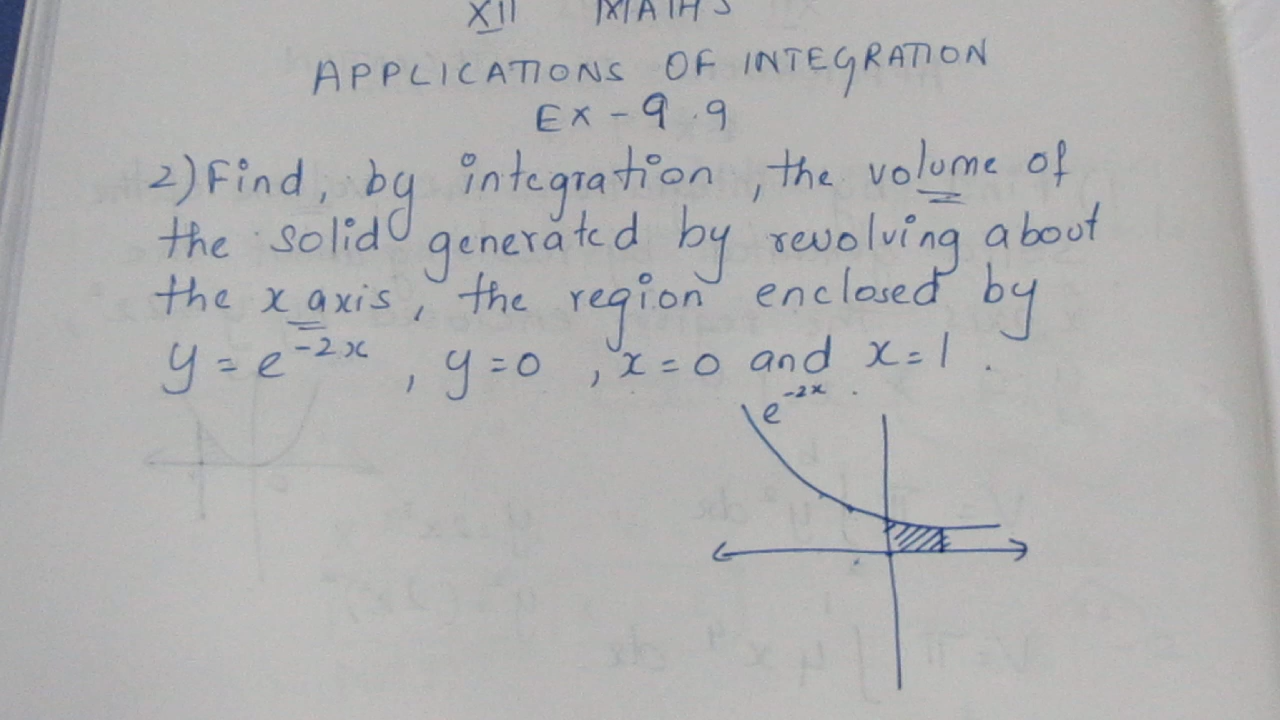 XII MATHS
APPLICATIONS OF INTEGRATION
EX - 9.9
2) Find, by integration, the volume of
the solid generated by revolving about
the x axis, the region enclosed by
y = e^{-2x}, y = 0, x = 0 and x = 1.
e^{-2x}